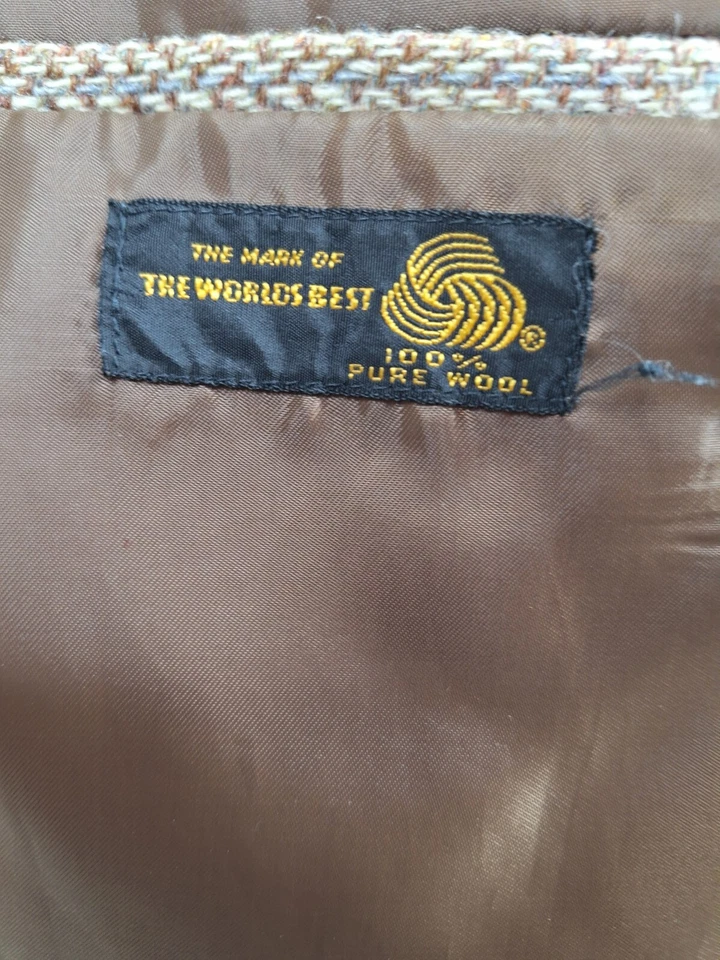 THE MARK OF
THE WORLDS BEST
®
100%
PURE WOOL